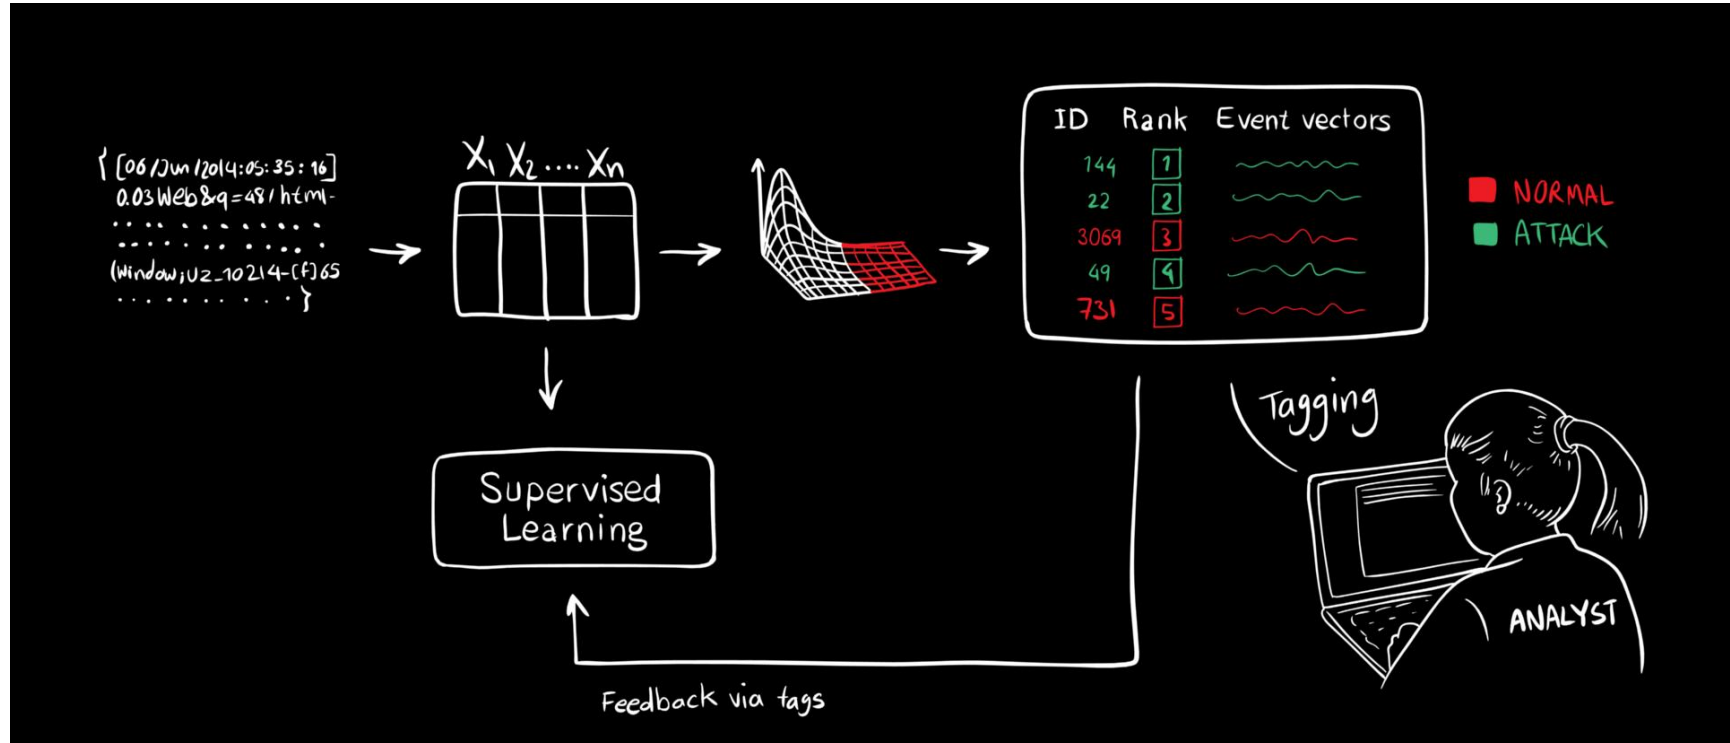 { [06/Jun/2014:05:35:16]
0.03Web&q=48/html-
(window;U2_10214-[f]65
}
X1 X2 .... Xn
ID Rank Event vectors
144 1
22 2
3069 3
49 4
731 5
NORMAL
ATTACK
Tagging
Supervised
Learning
ANALYST
Feedback via tags